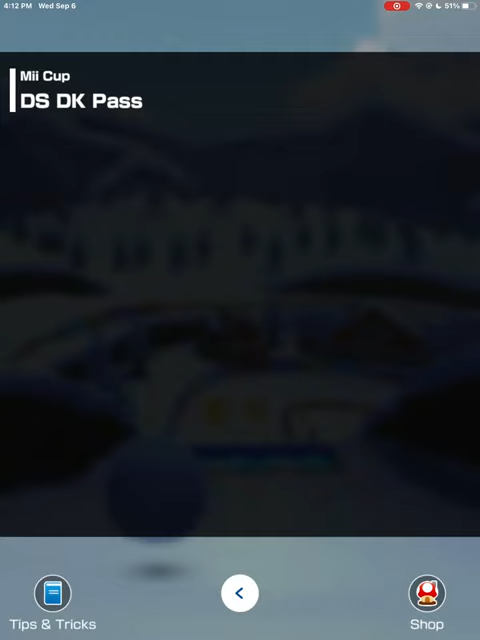 4:12 PM Wed Sep 6 51%
Mii Cup
DS DK Pass
Tips & Tricks
Shop